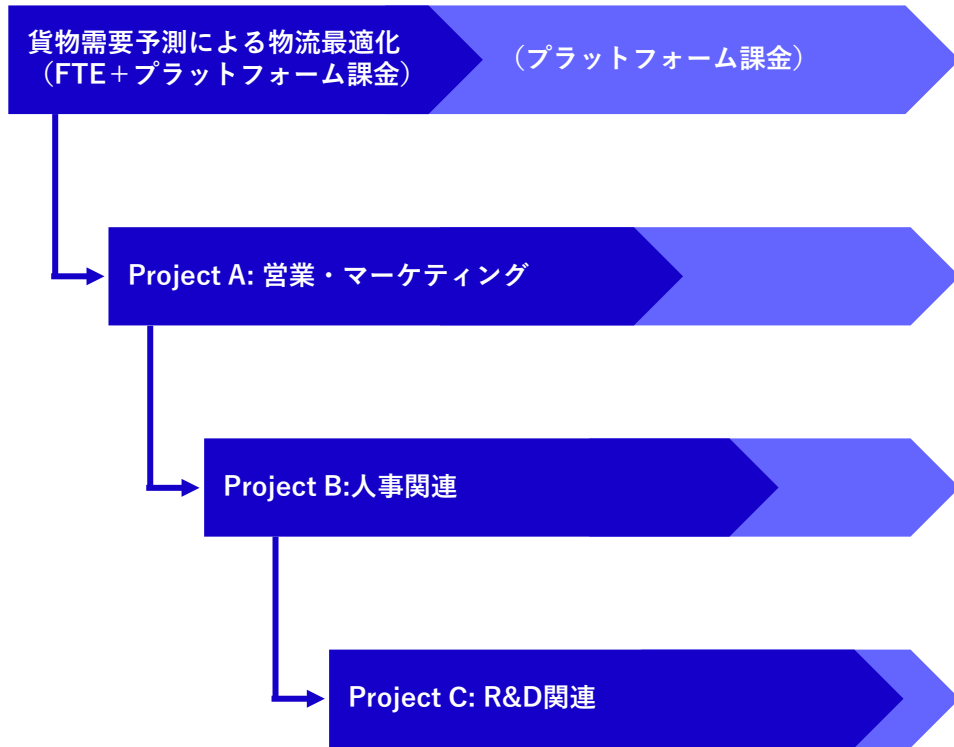 貨物需要予測による物流最適化
（FTE＋プラットフォーム課金）
（プラットフォーム課金）
Project A: 営業・マーケティング
Project B:人事関連
Project C: R&D関連